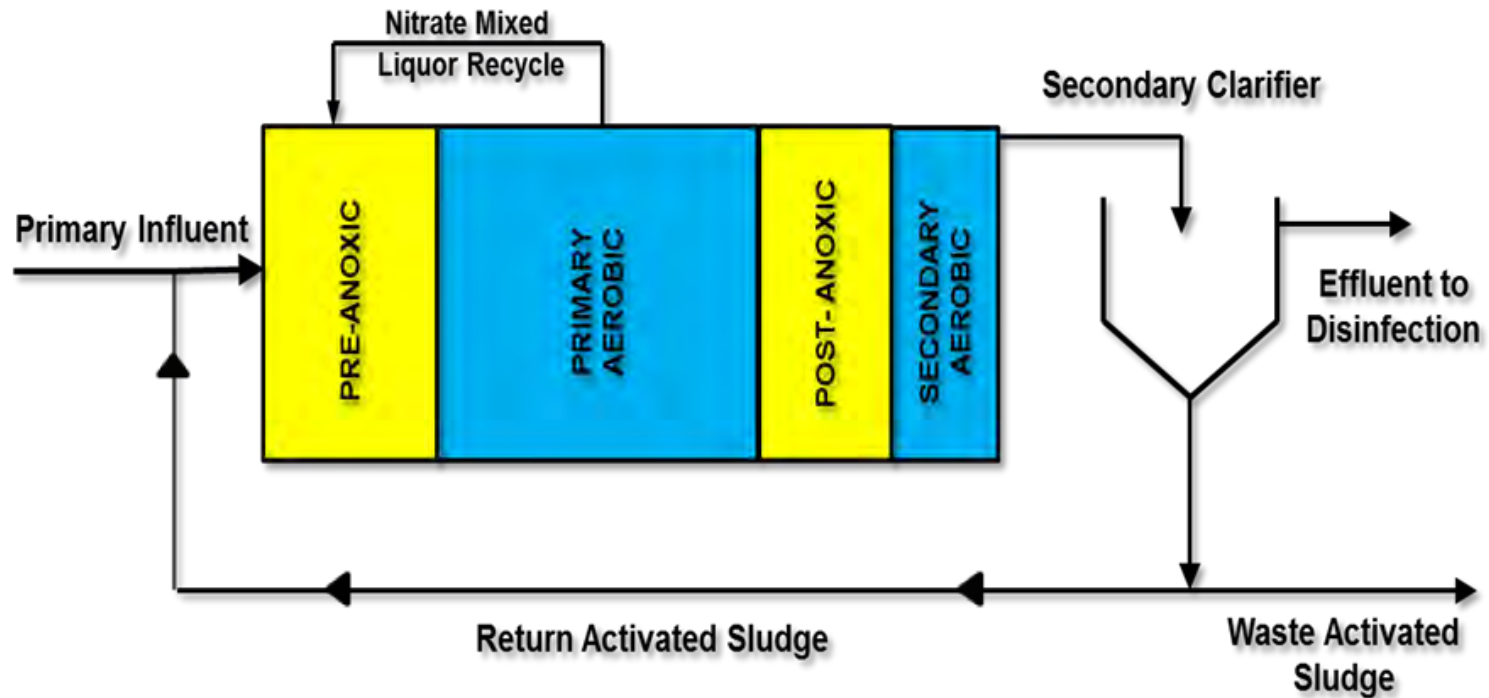 Nitrate Mixed
Liquor Recycle
Secondary Clarifier
Primary Influent
PRE-ANOXIC
PRIMARY
AEROBIC
POST- ANOXIC
SECONDARY
AEROBIC
Effluent to
Disinfection
Return Activated Sludge
Waste Activated
Sludge